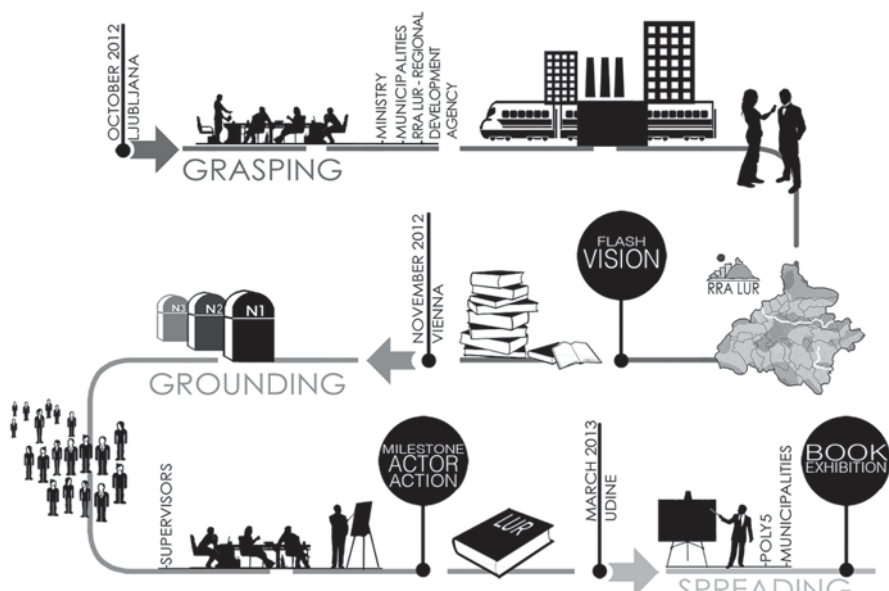 OCTOBER 2012
LJUBLJANA
GRASPING
MINISTRY
MUNICIPALITIES
RRA LUR - REGIONAL
DEVELOPMENT
AGENCY
RRA LUR
FLASH
VISION
NOVEMBER 2012
VIENNA
N1
N2
N3
GROUNDING
SUPERVISORS
MILESTONE
ACTOR
ACTION
LUR
MARCH 2013
UDINE
POLY5
MUNICIPALITIES
BOOK
EXHIBITION
SPREADING